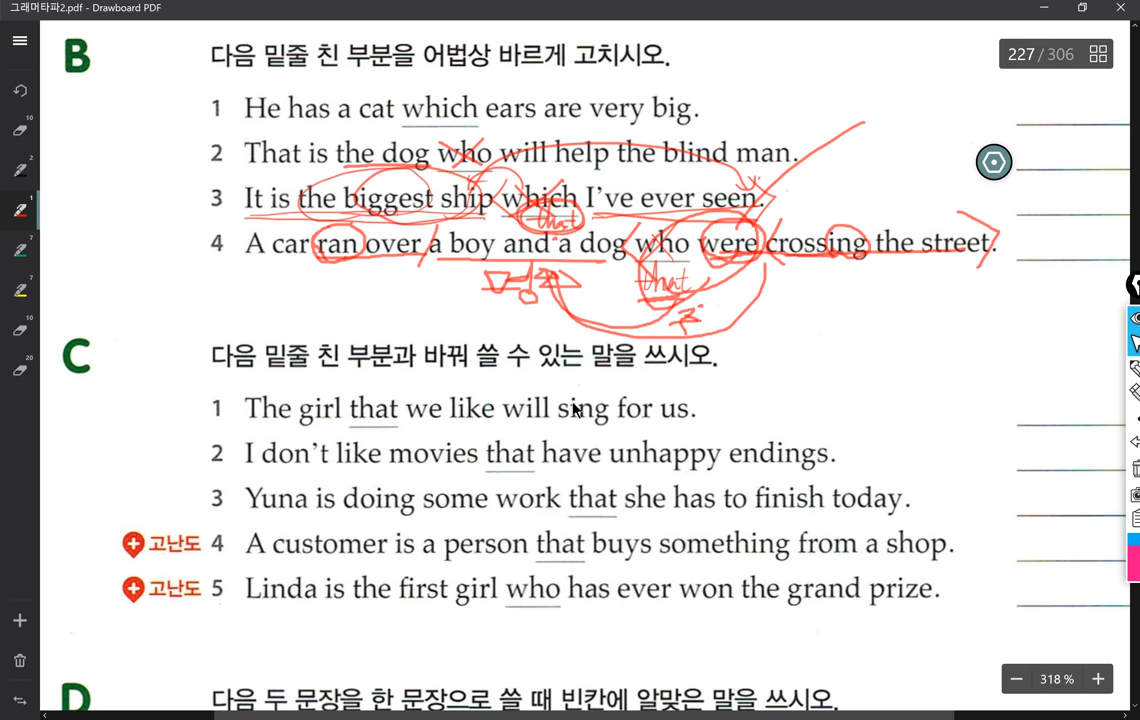 그래머타파2.pdf - Drawboard PDF
227 / 306
B 다음 밑줄 친 부분을 어법상 바르게 고치시오.
1 He has a cat which ears are very big.
2 That is the dog who will help the blind man.
3 It is the biggest ship which I've ever seen.
that
4 A car ran over a boy and a dog who were crossing the street.
that
C 다음 밑줄 친 부분과 바꿔 쓸 수 있는 말을 쓰시오.
1 The girl that we like will sing for us.
2 I don't like movies that have unhappy endings.
3 Yuna is doing some work that she has to finish today.
고난도 4 A customer is a person that buys something from a shop.
고난도 5 Linda is the first girl who has ever won the grand prize.
D 다음 두 문장을 한 문장으로 쓸 때 빈칸에 알맞은 말을 쓰시오.
318 %
10
2
1
7
7
10
20